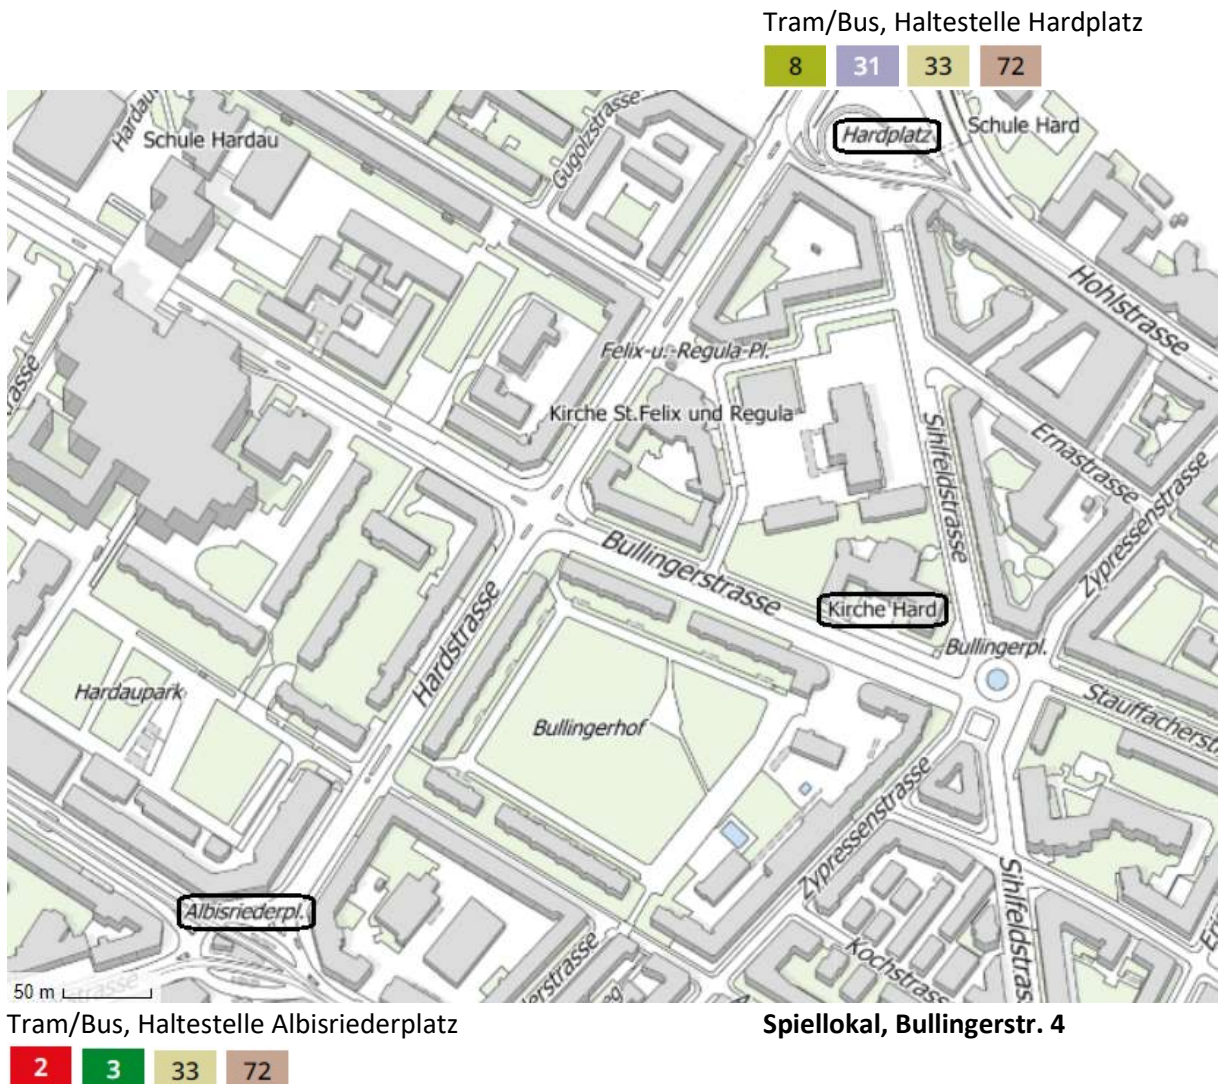 Tram/Bus, Haltestelle Hardplatz
8 31 33 72
Hardau
Schule Hardau
Gugolzstrasse
Hardplatz
Schule Hard
Hohlstrasse
Felix-u.-Regula-Pl.
Kirche St.Felix und Regula
Sihlfeldstrasse
Ernastrasse
Zypressenstrasse
Bullingerstrasse
Kirche Hard
Bullingerpl.
Hardstrasse
Hardaupark
Bullingerhof
Stauffacherst
Zypressenstrasse
Albisriederpl.
Kochstrasse
Sihlfeldstras
50 m
Tram/Bus, Haltestelle Albisriederplatz
Spiellokal, Bullingerstr. 4
2 3 33 72